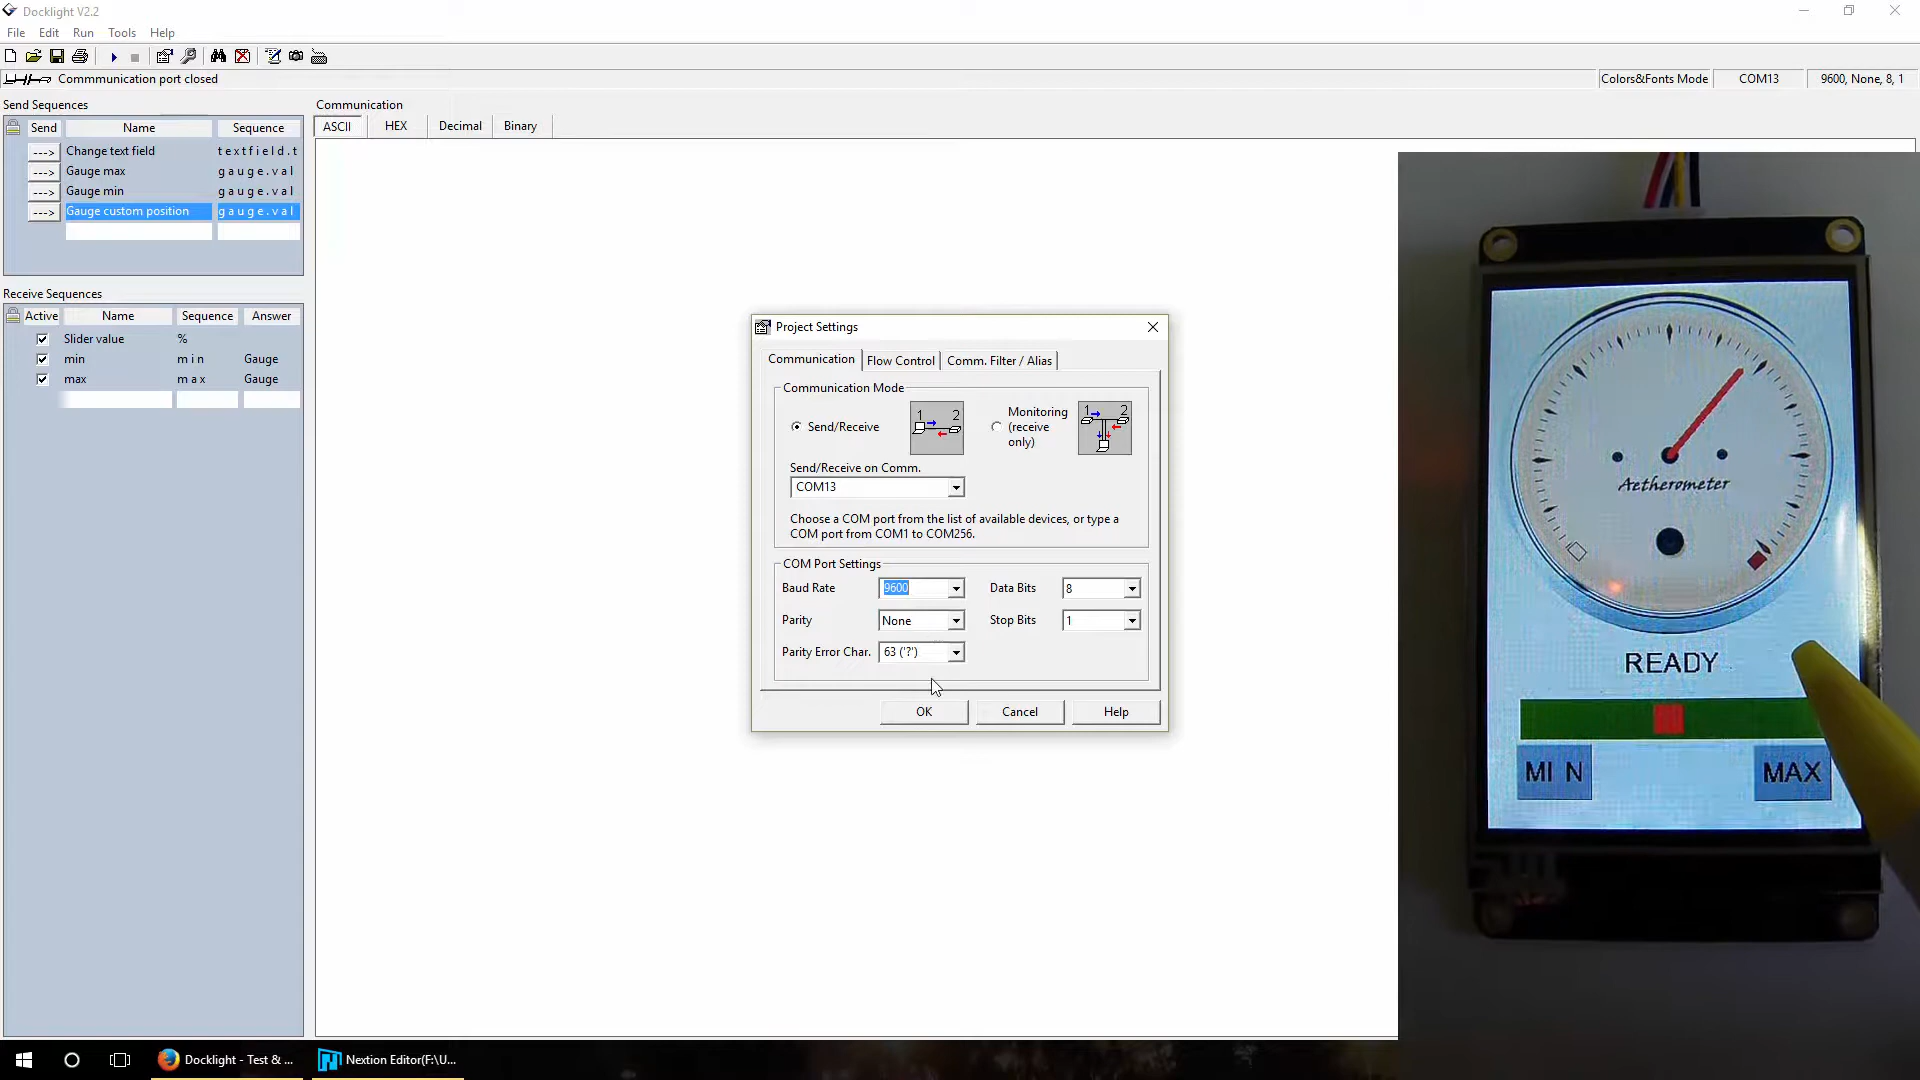 Docklight V2.2
File Edit Run Tools Help
Commmunication port closed
Colors&Fonts Mode COM13 9600, None, 8, 1
Send Sequences
Send Name Sequence
---> Change text field textfield.t
---> Gauge max gauge.val
---> Gauge min gauge.val
---> Gauge custom position gauge.val
Receive Sequences
Active Name Sequence Answer
Slider value %
min min Gauge
max max Gauge
Communication
ASCII HEX Decimal Binary
Project Settings
Communication Flow Control Comm. Filter / Alias
Communication Mode
Send/Receive
1 2
Monitoring
(receive
only)
1 2
Send/Receive on Comm.
COM13
Choose a COM port from the list of available devices, or type a
COM port from COM1 to COM256.
COM Port Settings
Baud Rate 9600 Data Bits 8
Parity None Stop Bits 1
Parity Error Char. 63 ('?')
OK Cancel Help
Aetherometer
READY
MIN MAX
Docklight - Test & ...
Nextion Editor(F:\U...